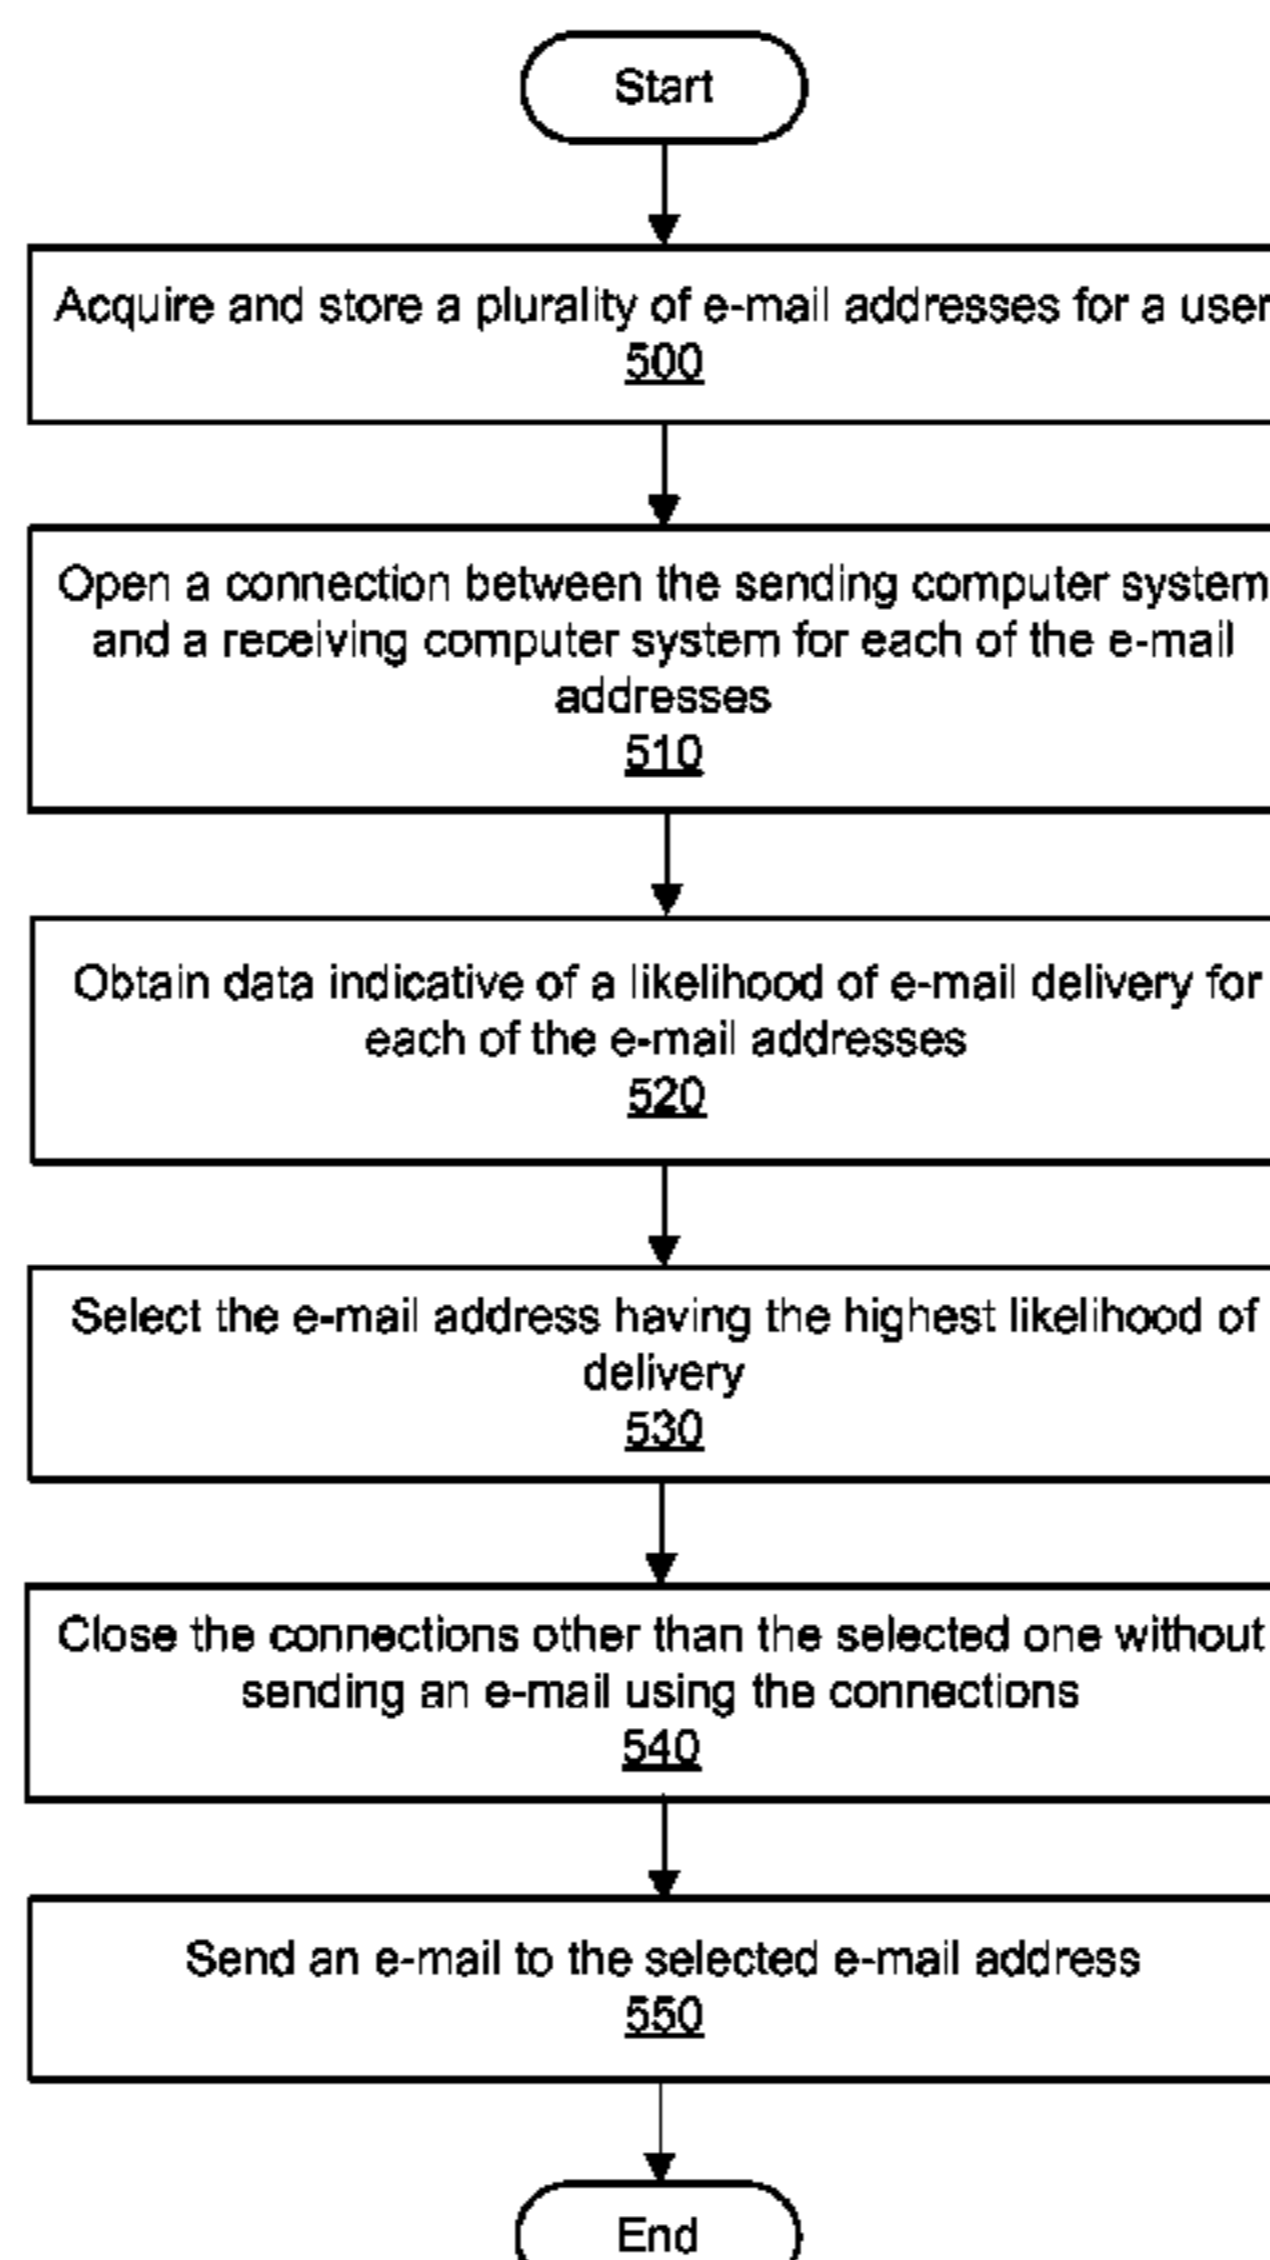 Start
Acquire and store a plurality of e-mail addresses for a user
500
Open a connection between the sending computer system
and a receiving computer system for each of the e-mail
addresses
510
Obtain data indicative of a likelihood of e-mail delivery for
each of the e-mail addresses
520
Select the e-mail address having the highest likelihood of
delivery
530
Close the connections other than the selected one without
sending an e-mail using the connections
540
Send an e-mail to the selected e-mail address
550
End